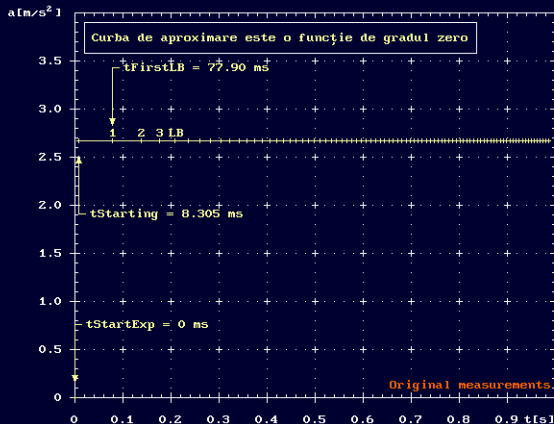 a[m/s²]
Curba de aproximare este o funcţie de gradul zero
3.5
tFirstLB = 77.90 ms
3.0
1 2 3 LB
2.5
2.0
tStarting = 8.305 ms
1.5
1.0
tStartExp = 0 ms
0.5
Original measurements
0
0 0.1 0.2 0.3 0.4 0.5 0.6 0.7 0.8 0.9 t[s]